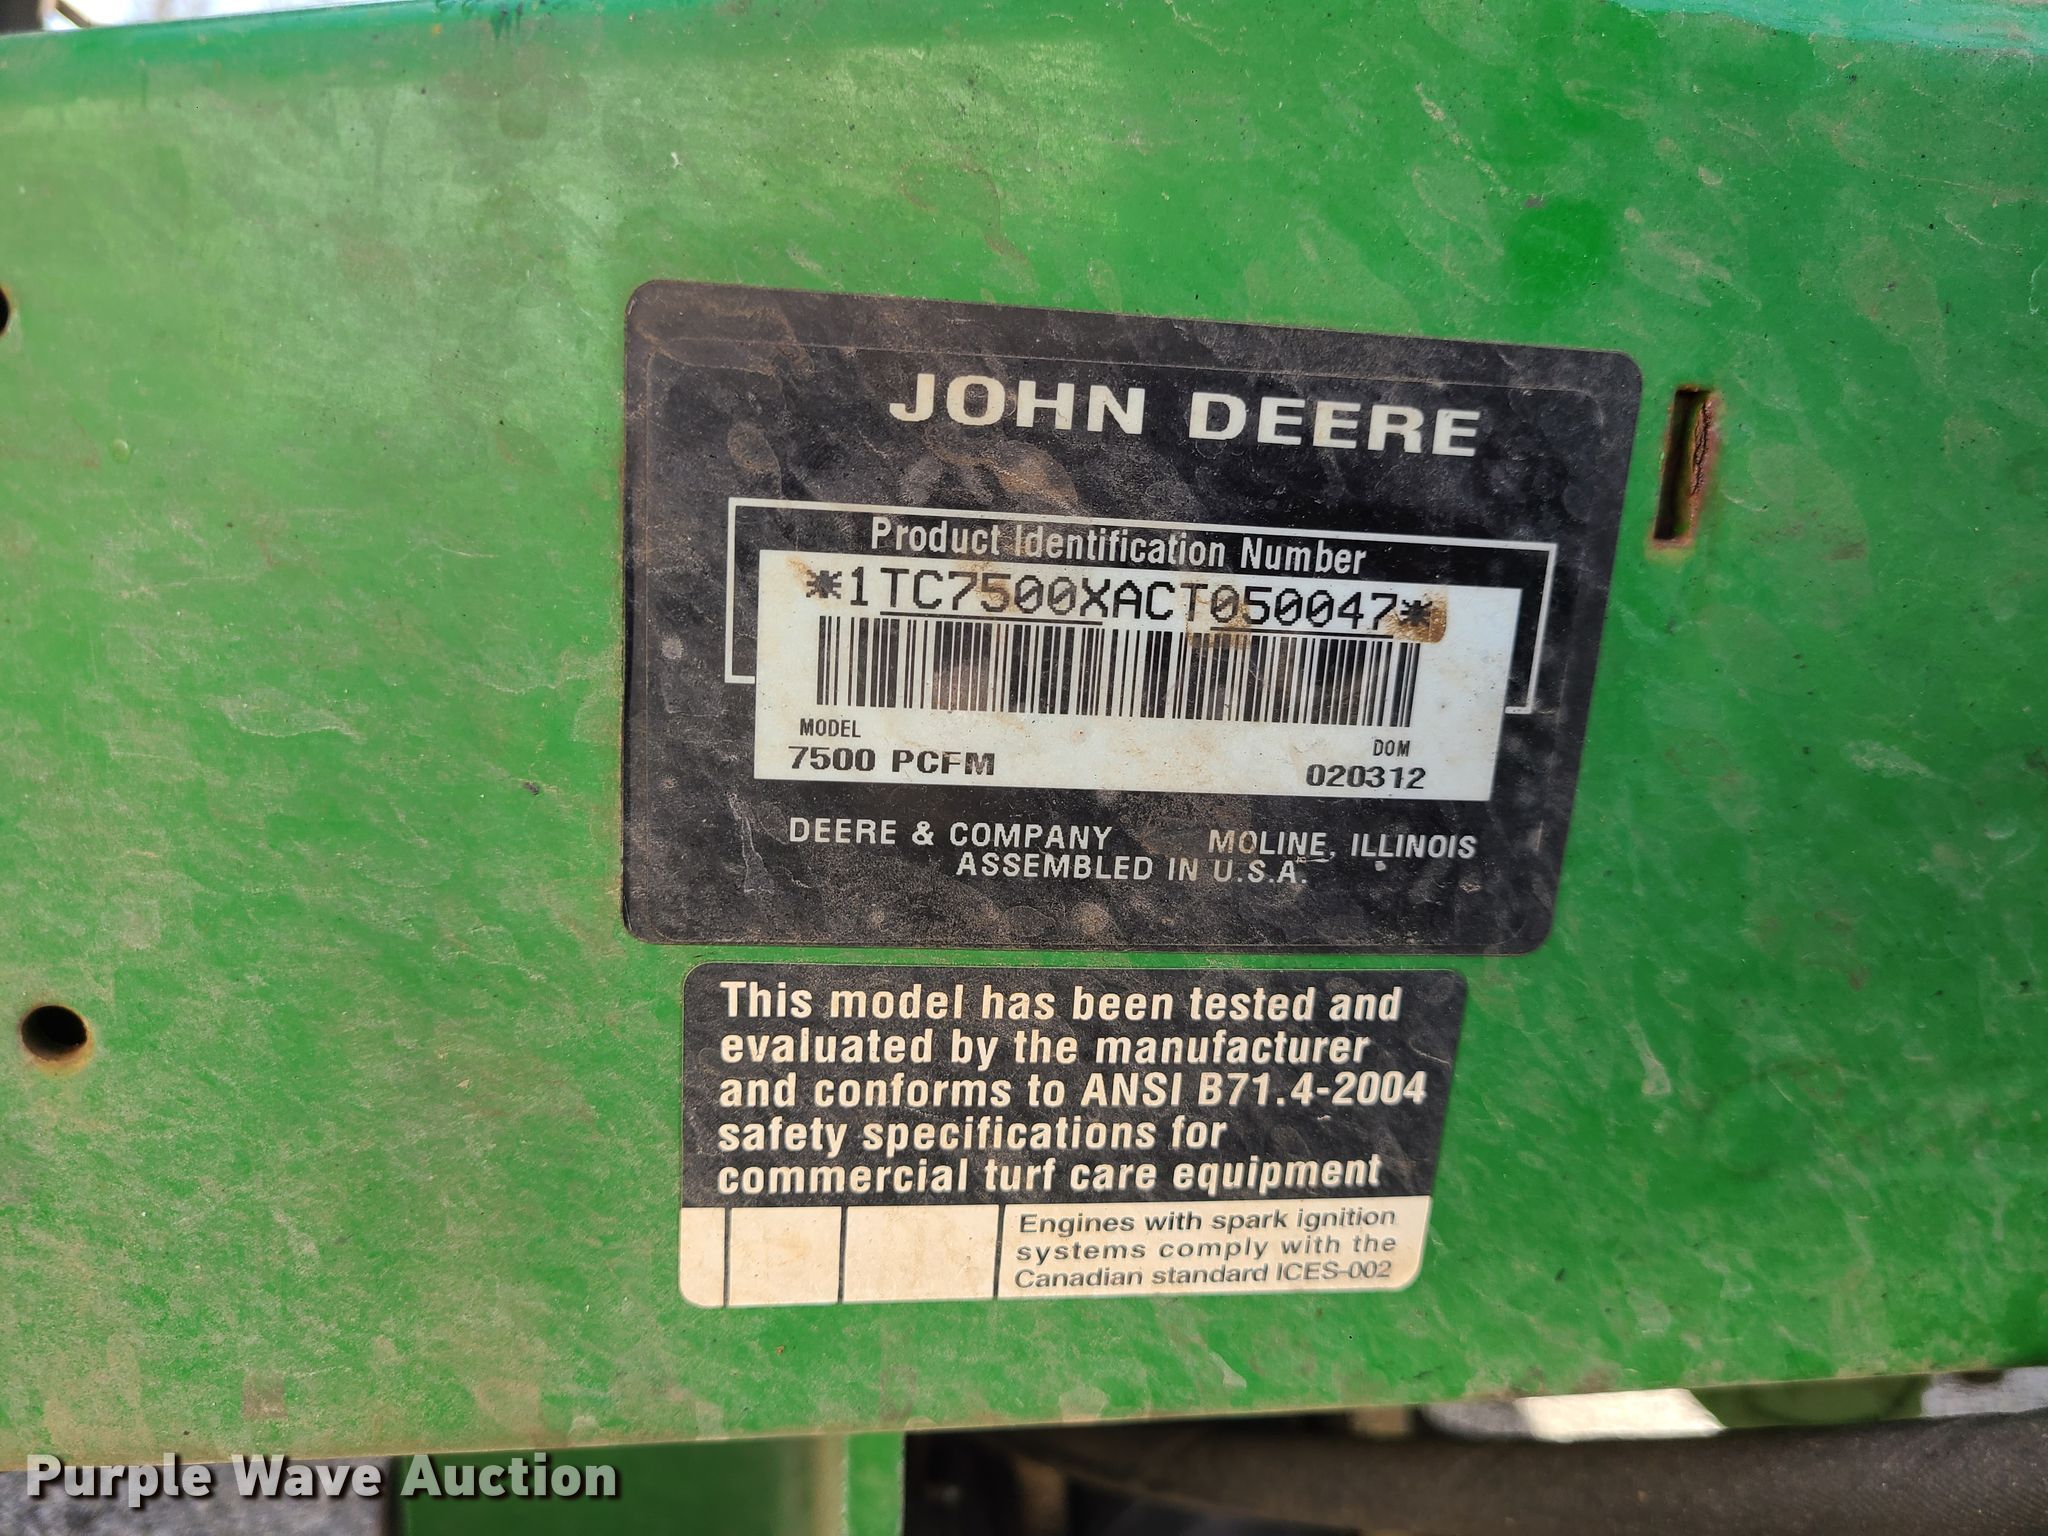 JOHN DEERE
Product Identification Number
*1TC7500XACT050047*
MODEL
7500 PCFM
DOM
020312
DEERE & COMPANY MOLINE, ILLINOIS
ASSEMBLED IN U.S.A.
This model has been tested and
evaluated by the manufacturer
and conforms to ANSI B71.4-2004
safety specifications for
commercial turf care equipment
Engines with spark ignition
systems comply with the
Canadian standard ICES-002
Purple Wave Auction